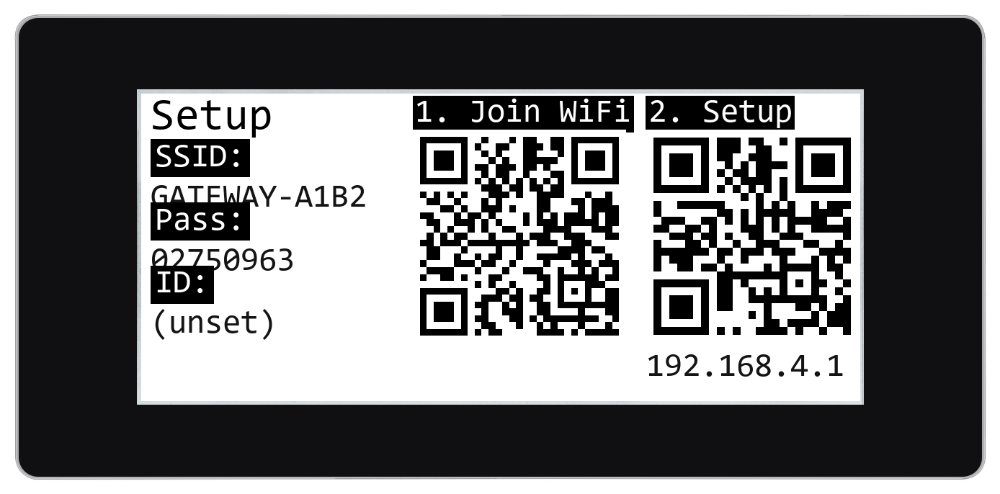 Setup
SSID:
GATEWAY-A1B2
Pass:
02750963
ID:
(unset)
1. Join WiFi
2. Setup
192.168.4.1